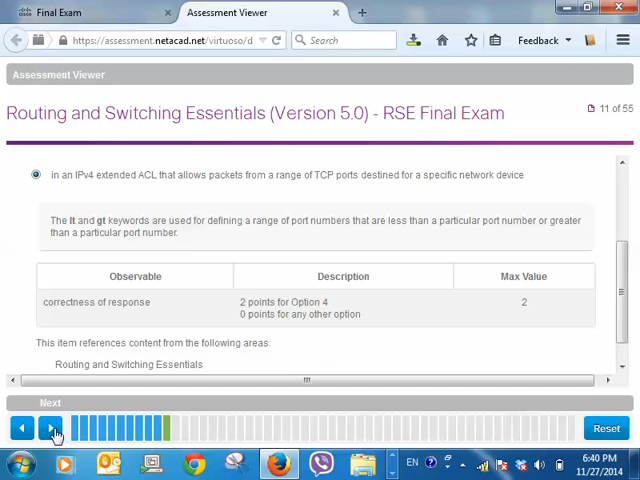 Final Exam
Assessment Viewer
https://assessment.netacad.net/virtuoso/d
Search
Feedback
Assessment Viewer
Routing and Switching Essentials (Version 5.0) - RSE Final Exam
11 of 55
in an IPv4 extended ACL that allows packets from a range of TCP ports destined for a specific network device
The lt and gt keywords are used for defining a range of port numbers that are less than a particular port number or greater
than a particular port number.
Observable Description Max Value
correctness of response 2 points for Option 4 2
0 points for any other option
This item references content from the following areas:
Routing and Switching Essentials
Next
Reset
EN
6:40 PM
11/27/2014